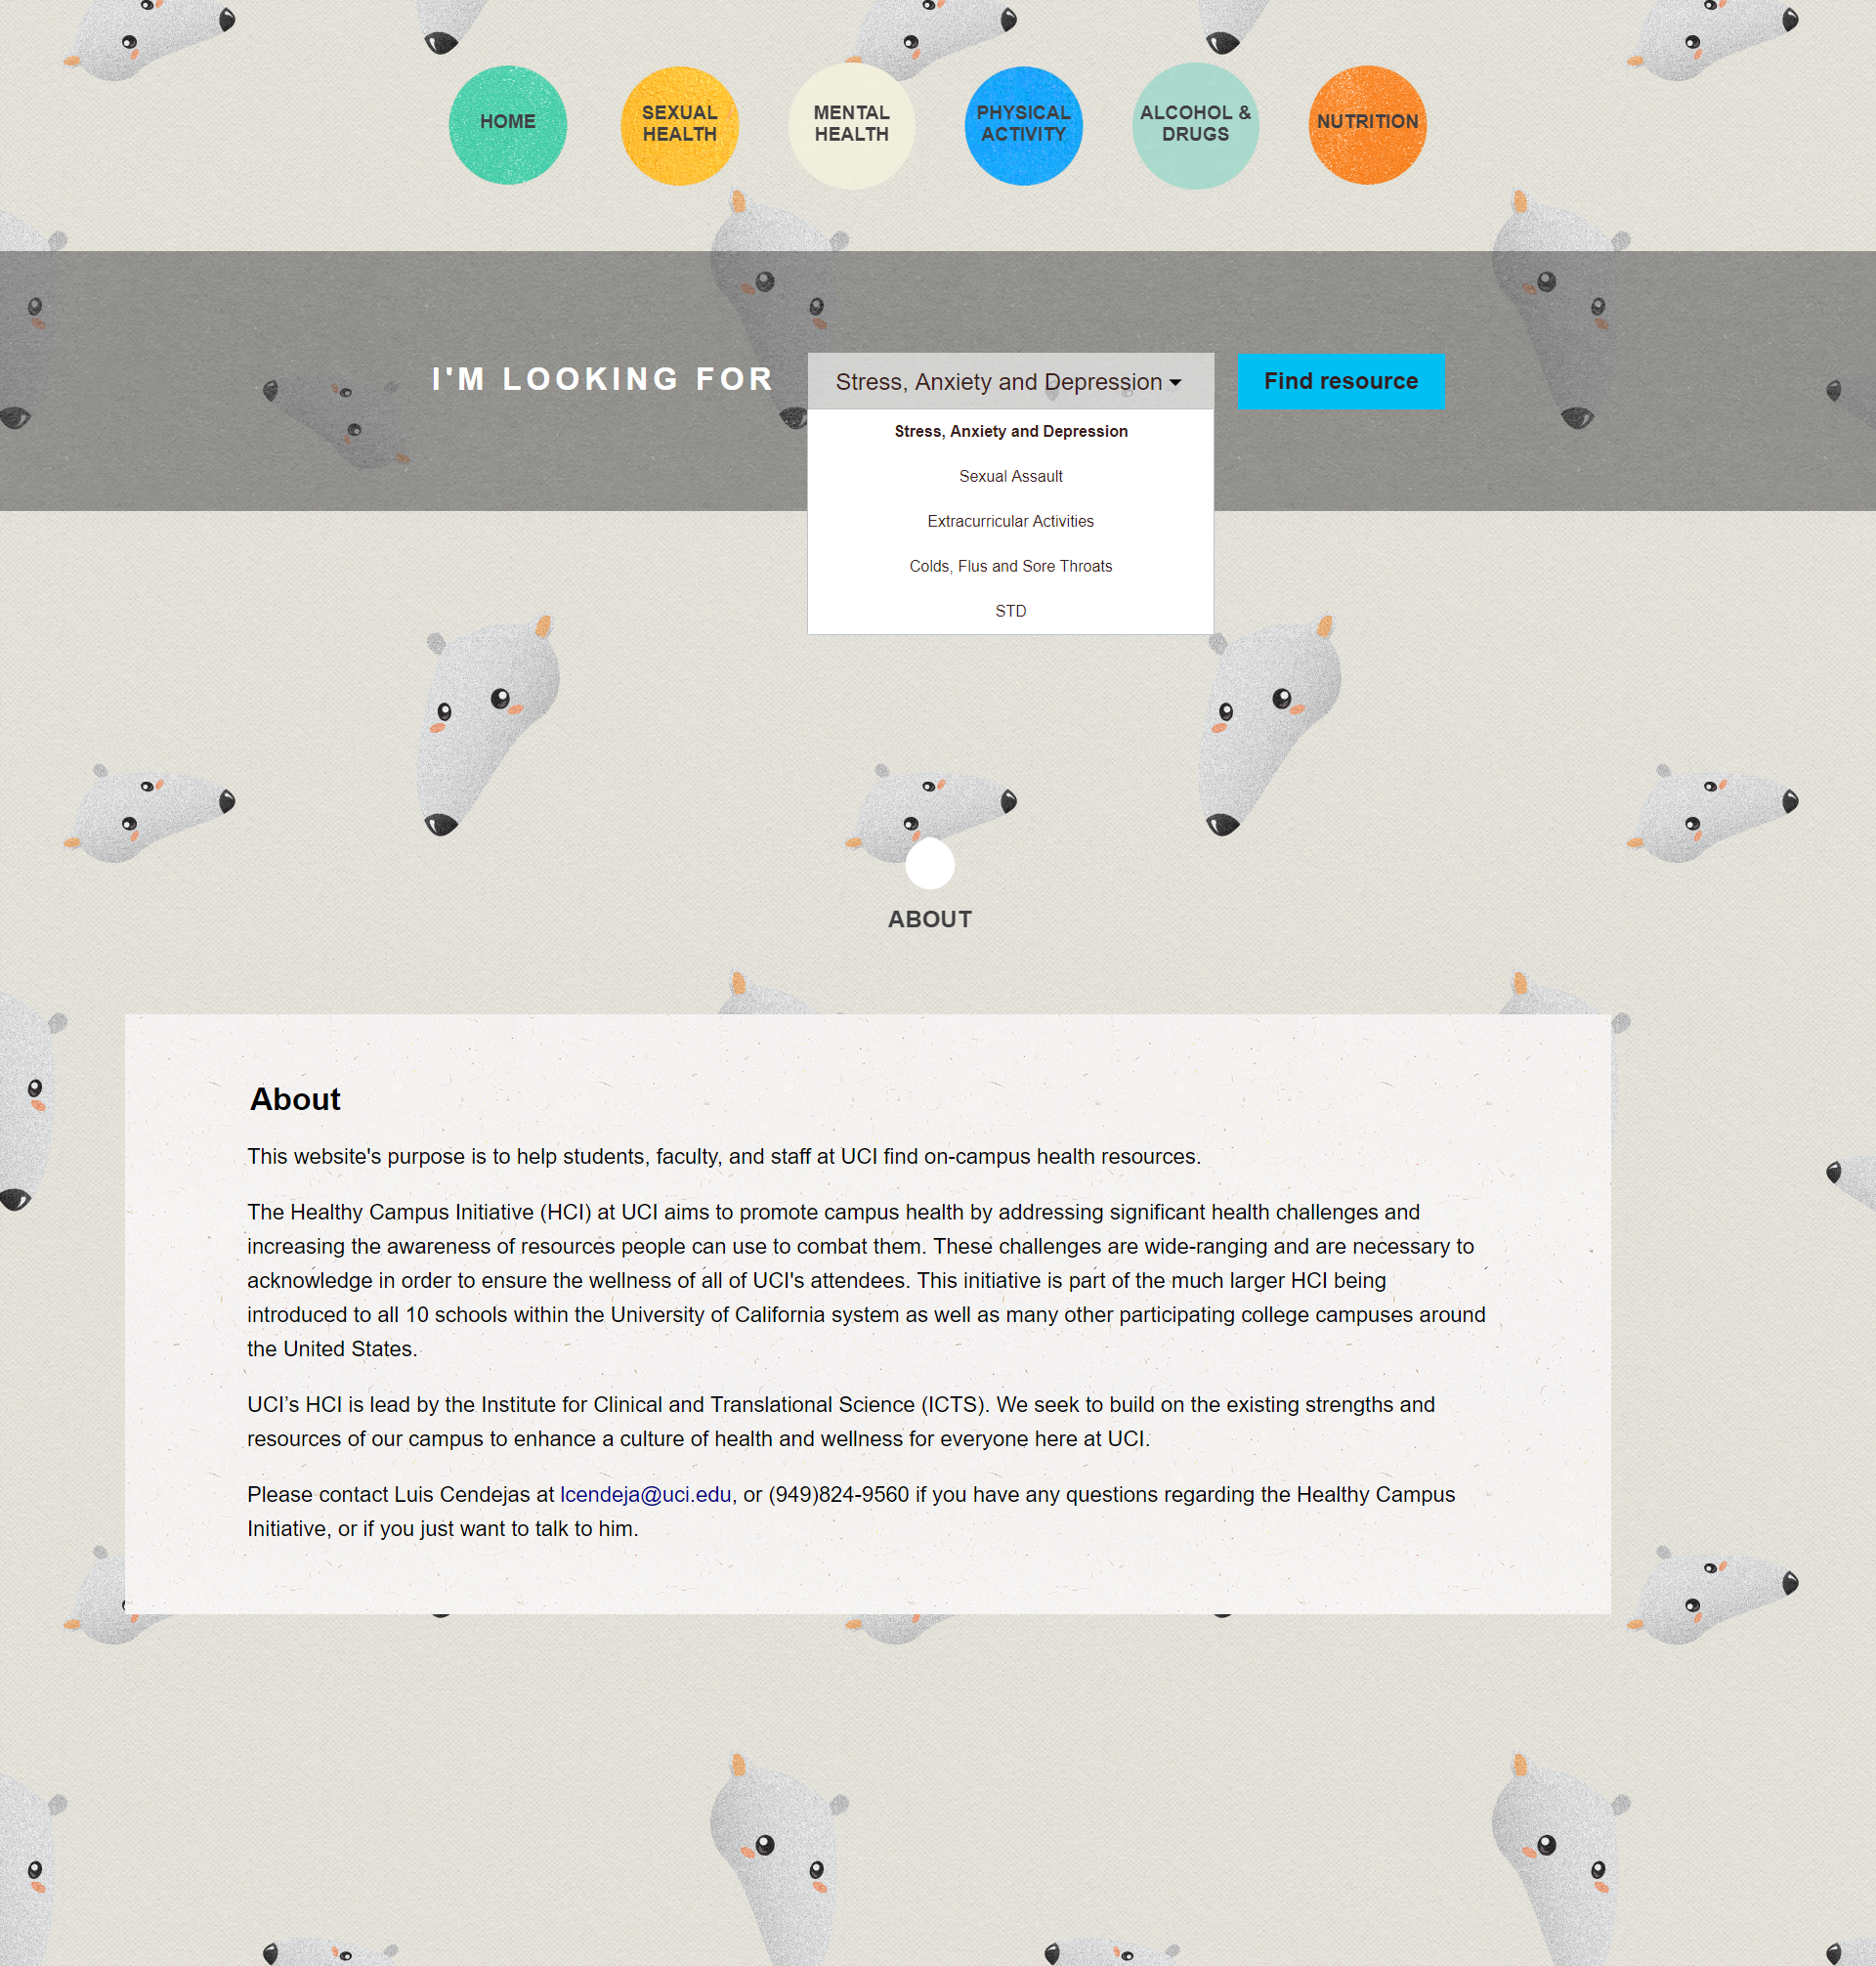 HOME
SEXUAL
HEALTH
MENTAL
HEALTH
PHYSICAL
ACTIVITY
ALCOHOL &
DRUGS
NUTRITION
I'M LOOKING FOR
Stress, Anxiety and Depression
Find resource
Stress, Anxiety and Depression
Sexual Assault
Extracurricular Activities
Colds, Flus and Sore Throats
STD
ABOUT
About
This website's purpose is to help students, faculty, and staff at UCI find on-campus health resources.
The Healthy Campus Initiative (HCI) at UCI aims to promote campus health by addressing significant health challenges and
increasing the awareness of resources people can use to combat them. These challenges are wide-ranging and are necessary to
acknowledge in order to ensure the wellness of all of UCI's attendees. This initiative is part of the much larger HCI being
introduced to all 10 schools within the University of California system as well as many other participating college campuses around
the United States.
UCI’s HCI is lead by the Institute for Clinical and Translational Science (ICTS). We seek to build on the existing strengths and
resources of our campus to enhance a culture of health and wellness for everyone here at UCI.
Please contact Luis Cendejas at lcendeja@uci.edu, or (949)824-9560 if you have any questions regarding the Healthy Campus
Initiative, or if you just want to talk to him.